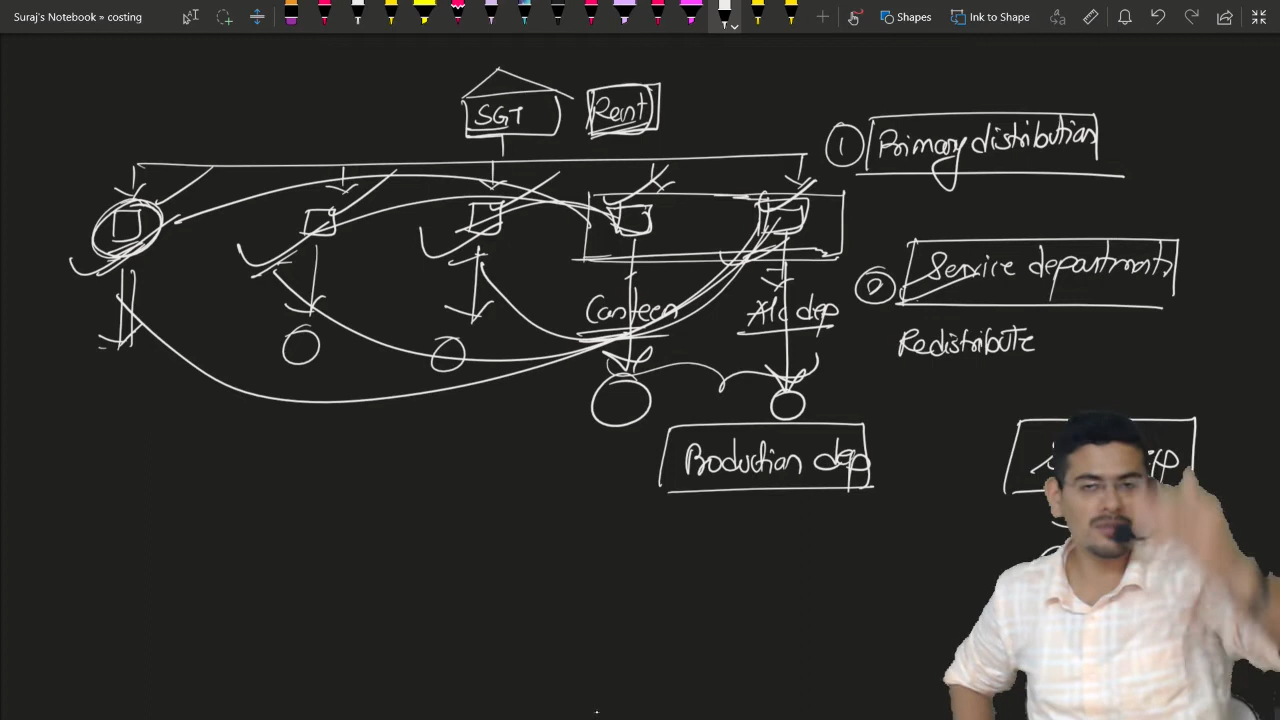 Suraj's Notebook » costing
Shapes
Ink to Shape
SGT
Rent
① Primary distribution
② Service departments
Redistribute
Canteen
A/c dep
Production dep